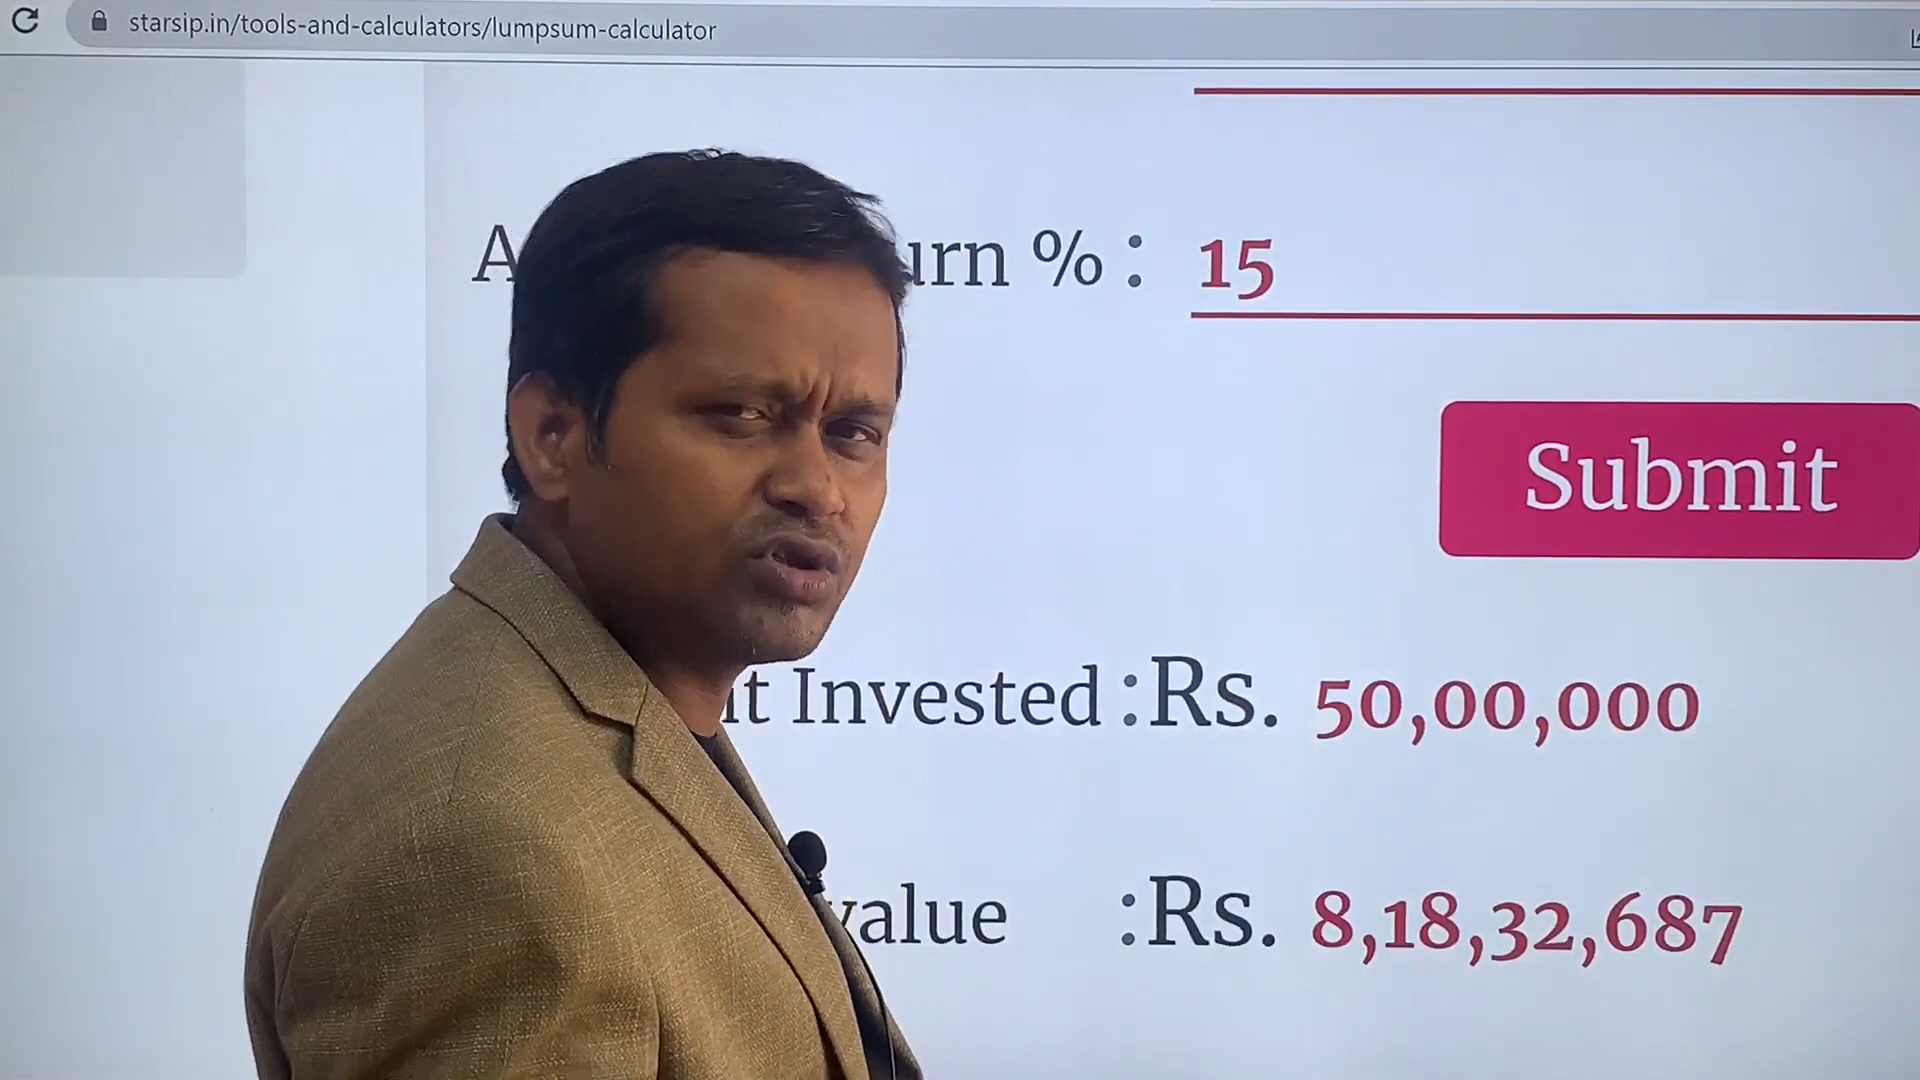 starsip.in/tools-and-calculators/lumpsum-calculator
% : 15
Submit
Invested :Rs. 50,00,000
value :Rs. 8,18,32,687